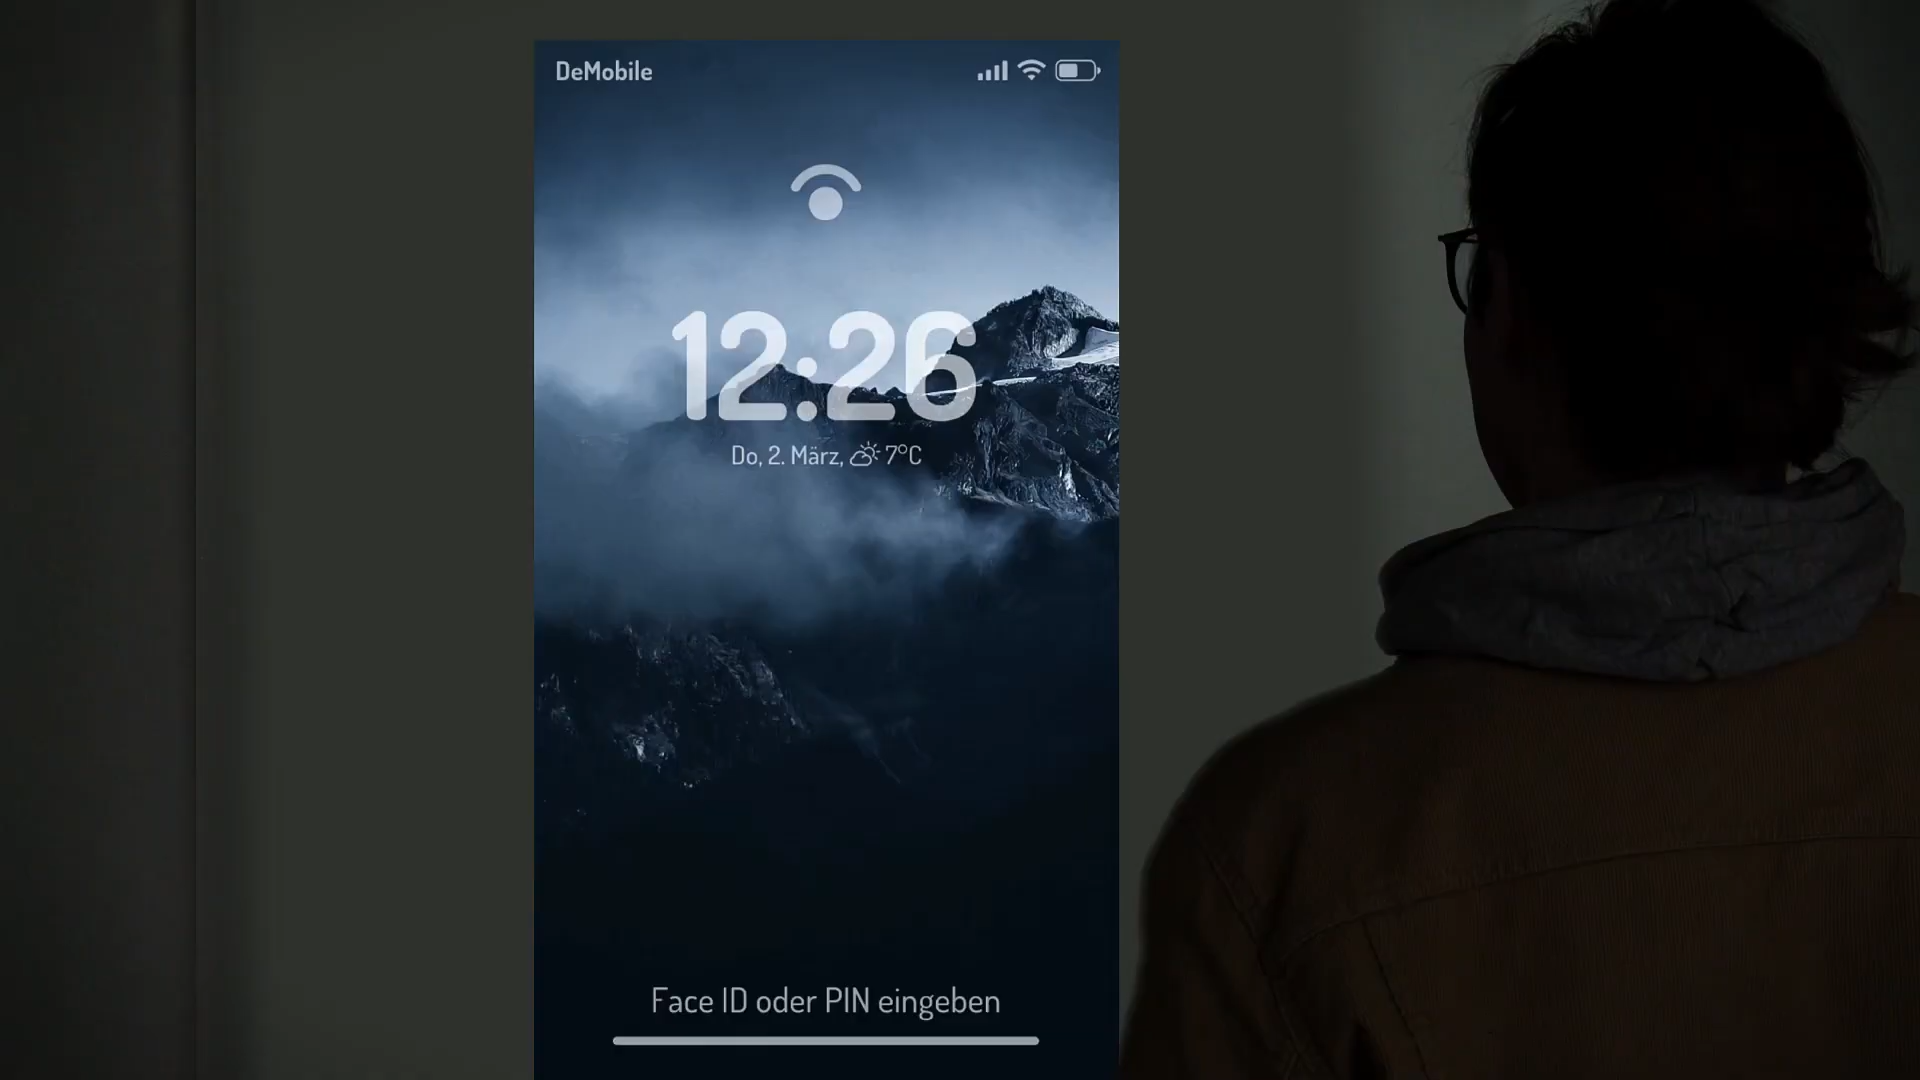 DeMobile
12:26
Do, 2. März, 7°C
Face ID oder PIN eingeben